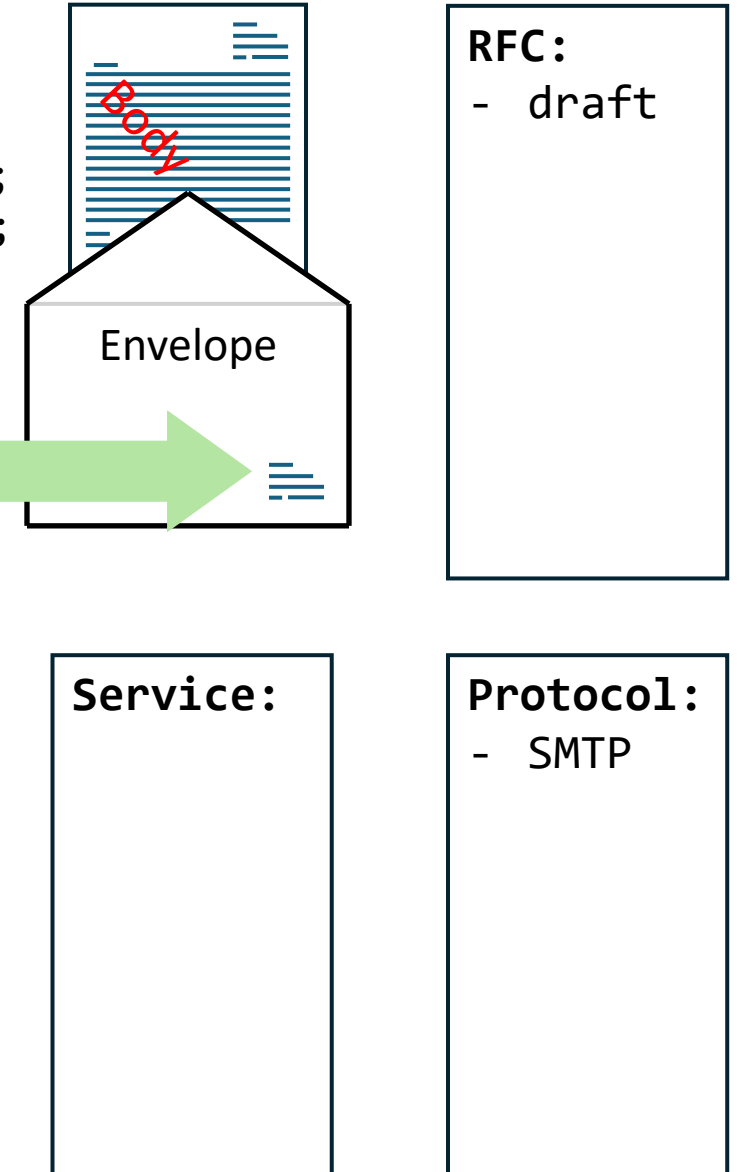 Body
;
;
Envelope
RFC:
- draft
Service:
Protocol:
- SMTP